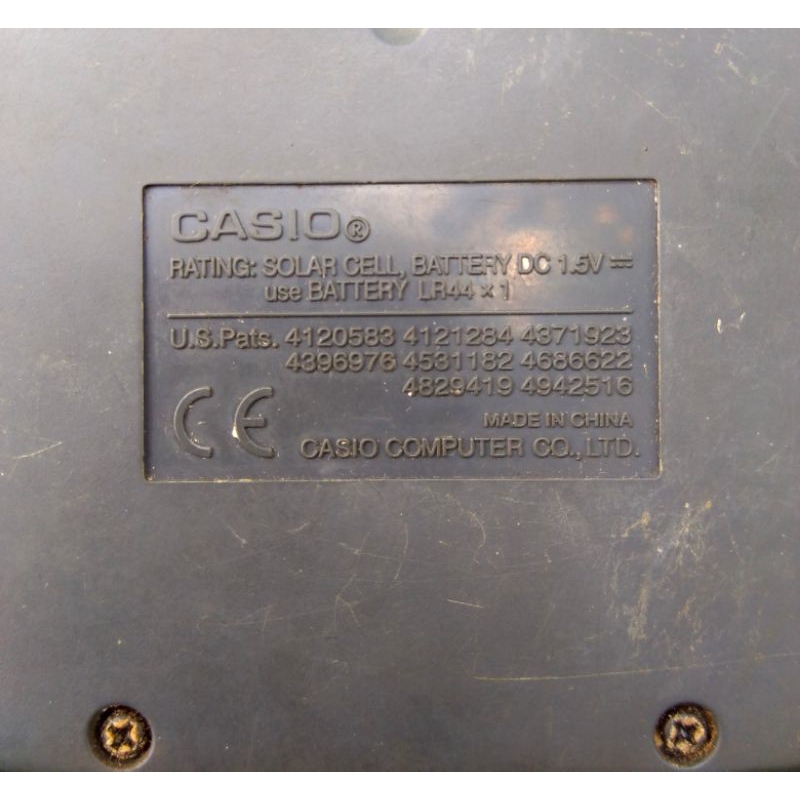 CASIO®
RATING: SOLAR CELL, BATTERY DC 1.5V ⎓
use BATTERY LR44 x 1
U.S.Pats. 4120583 4121284 4371923
4396976 4531182 4686622
4829419 4942516
CE
MADE IN CHINA
CASIO COMPUTER CO., LTD.